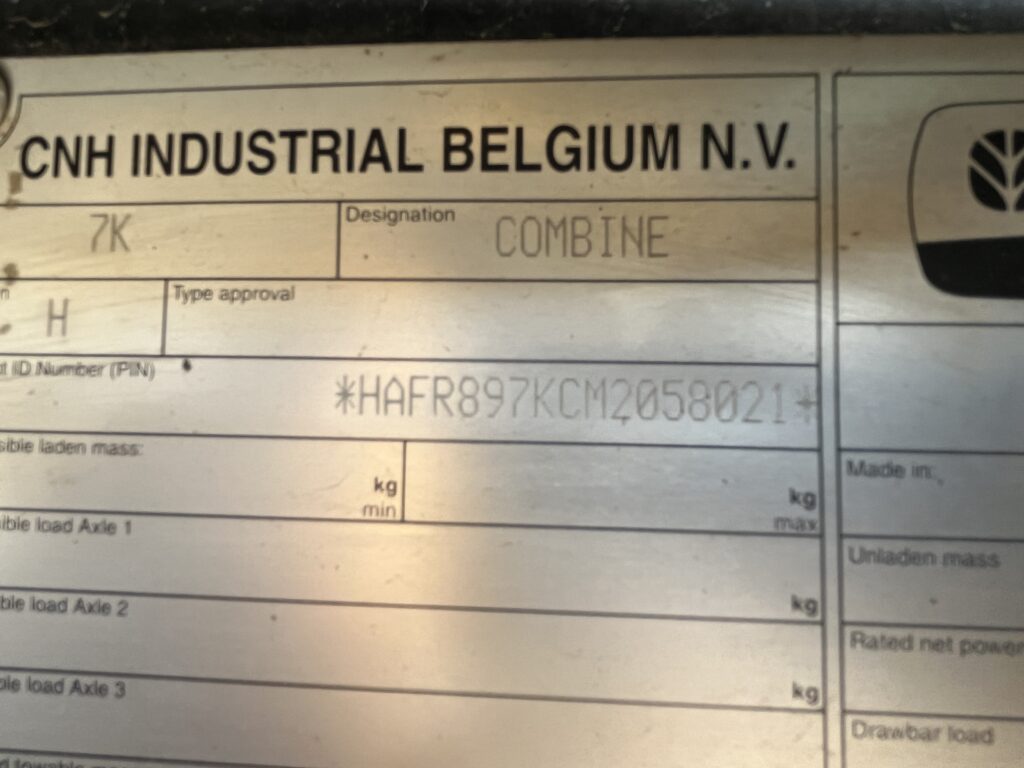 CNH INDUSTRIAL BELGIUM N.V.
7K
Designation
COMBINE
H
Type approval
ID Number (PIN)
*HAFR897KCM2058021*
laden mass:
kg
min
kg
max
load Axle 1
kg
load Axle 2
kg
load Axle 3
Made in:
Unladen mass
Rated net power
Drawbar load